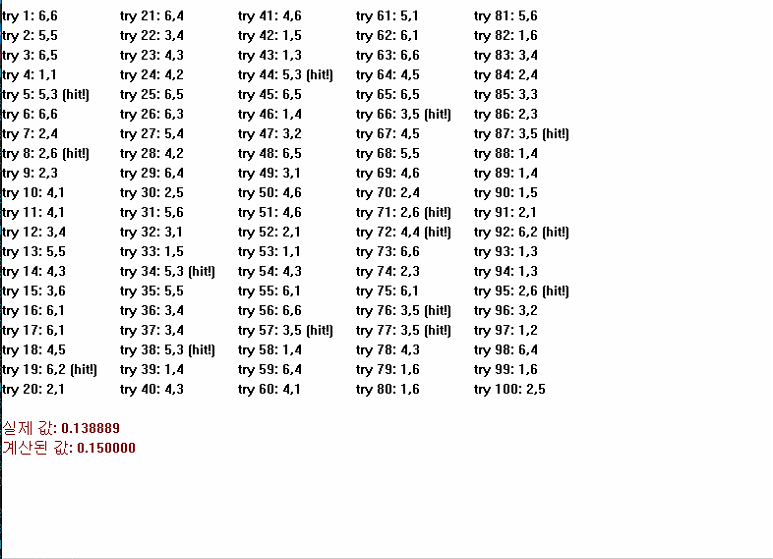 try 1: 6,6 try 21: 6,4 try 41: 4,6 try 61: 5,1 try 81: 5,6
try 2: 5,5 try 22: 3,4 try 42: 1,5 try 62: 6,1 try 82: 1,6
try 3: 6,5 try 23: 4,3 try 43: 1,3 try 63: 6,6 try 83: 3,4
try 4: 1,1 try 24: 4,2 try 44: 5,3 (hit!) try 64: 4,5 try 84: 2,4
try 5: 5,3 (hit!) try 25: 6,5 try 45: 6,5 try 65: 6,5 try 85: 3,3
try 6: 6,6 try 26: 6,3 try 46: 1,4 try 66: 3,5 (hit!) try 86: 2,3
try 7: 2,4 try 27: 5,4 try 47: 3,2 try 67: 4,5 try 87: 3,5 (hit!)
try 8: 2,6 (hit!) try 28: 4,2 try 48: 6,5 try 68: 5,5 try 88: 1,4
try 9: 2,3 try 29: 6,4 try 49: 3,1 try 69: 4,6 try 89: 1,4
try 10: 4,1 try 30: 2,5 try 50: 4,6 try 70: 2,4 try 90: 1,5
try 11: 4,1 try 31: 5,6 try 51: 4,6 try 71: 2,6 (hit!) try 91: 2,1
try 12: 3,4 try 32: 3,1 try 52: 2,1 try 72: 4,4 (hit!) try 92: 6,2 (hit!)
try 13: 5,5 try 33: 1,5 try 53: 1,1 try 73: 6,6 try 93: 1,3
try 14: 4,3 try 34: 5,3 (hit!) try 54: 4,3 try 74: 2,3 try 94: 1,3
try 15: 3,6 try 35: 5,5 try 55: 6,1 try 75: 6,1 try 95: 2,6 (hit!)
try 16: 6,1 try 36: 3,4 try 56: 6,6 try 76: 3,5 (hit!) try 96: 3,2
try 17: 6,1 try 37: 3,4 try 57: 3,5 (hit!) try 77: 3,5 (hit!) try 97: 1,2
try 18: 4,5 try 38: 5,3 (hit!) try 58: 1,4 try 78: 4,3 try 98: 6,4
try 19: 6,2 (hit!) try 39: 1,4 try 59: 6,4 try 79: 1,6 try 99: 1,6
try 20: 2,1 try 40: 4,3 try 60: 4,1 try 80: 1,6 try 100: 2,5
실제 값: 0.138889
계산된 값: 0.150000